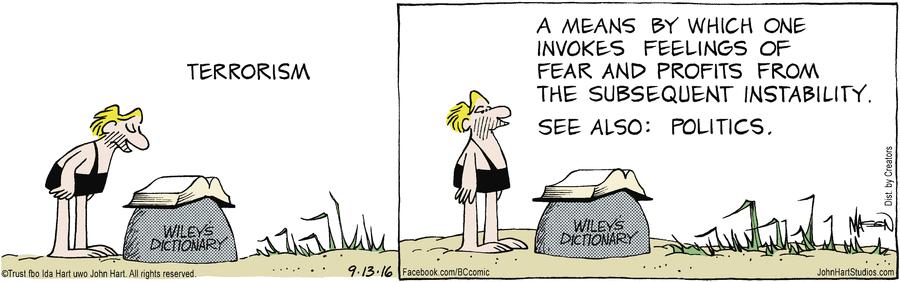 TERRORISM
WILEY'S
DICTIONARY
©Trust fbo Ida Hart uwo John Hart. All rights reserved.
9·13·16
A MEANS BY WHICH ONE
INVOKES FEELINGS OF
FEAR AND PROFITS FROM
THE SUBSEQUENT INSTABILITY.
SEE ALSO: POLITICS.
WILEY'S
DICTIONARY
MASON
Dist. by Creators
Facebook.com/BCcomic
JohnHartStudios.com